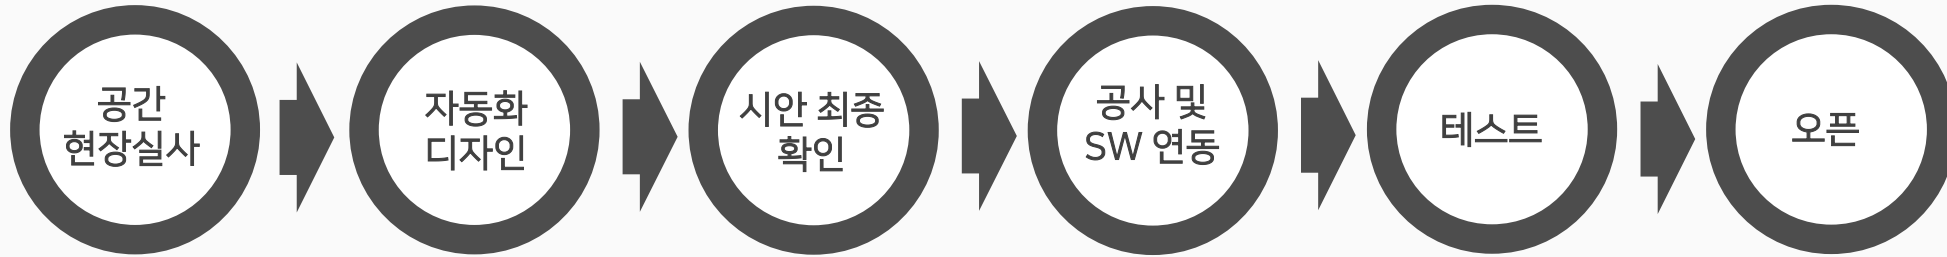 공간
현장실사
자동화
디자인
시안 최종
확인
공사 및
SW 연동
테스트
오픈